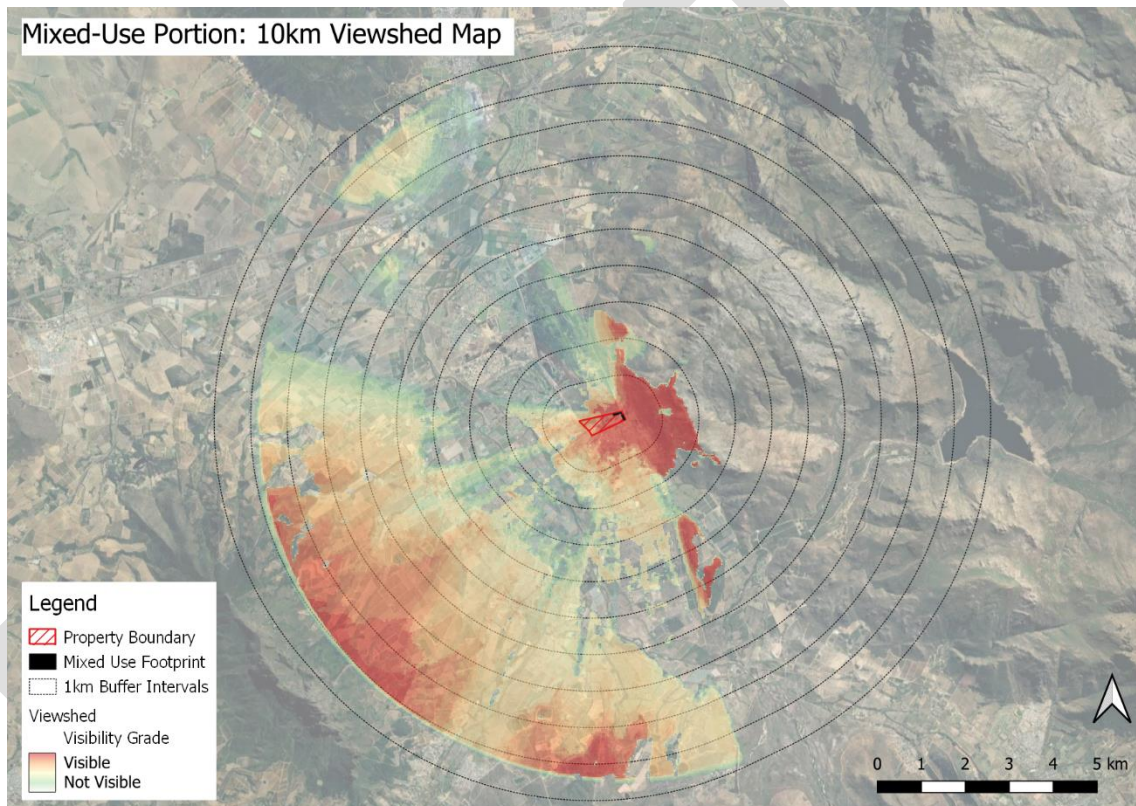 Mixed-Use Portion: 10km Viewshed Map
Legend
Property Boundary
Mixed Use Footprint
1km Buffer Intervals
Viewshed
Visibility Grade
Visible
Not Visible
0 1 2 3 4 5 km